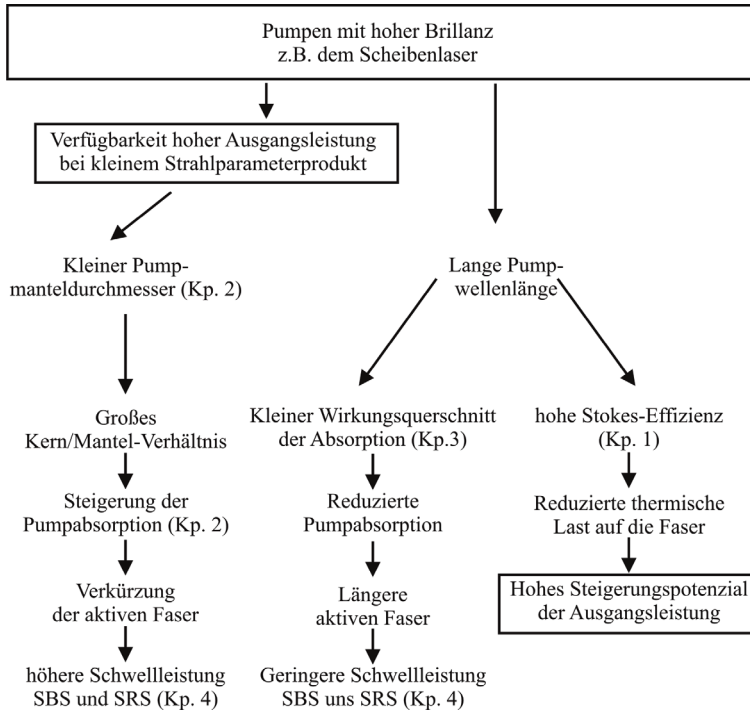 Pumpen mit hoher Brillanz
z.B. dem Scheibenlaser
Verfügbarkeit hoher Ausgangsleistung
bei kleinem Strahlparameterprodukt
Kleiner Pump-
manteldurchmesser (Kp. 2)
Lange Pump-
wellenlänge
Großes
Kern/Mantel-Verhältnis
Kleiner Wirkungsquerschnitt
der Absorption (Kp.3)
hohe Stokes-Effizienz
(Kp. 1)
Steigerung der
Pumpabsorption (Kp. 2)
Reduzierte
Pumpabsorption
Reduzierte thermische
Last auf die Faser
Verkürzung
der aktiven Faser
Längere
aktiven Faser
Hohes Steigerungspotenzial
der Ausgangsleistung
höhere Schwellleistung
SBS und SRS (Kp. 4)
Geringere Schwellleistung
SBS uns SRS (Kp. 4)